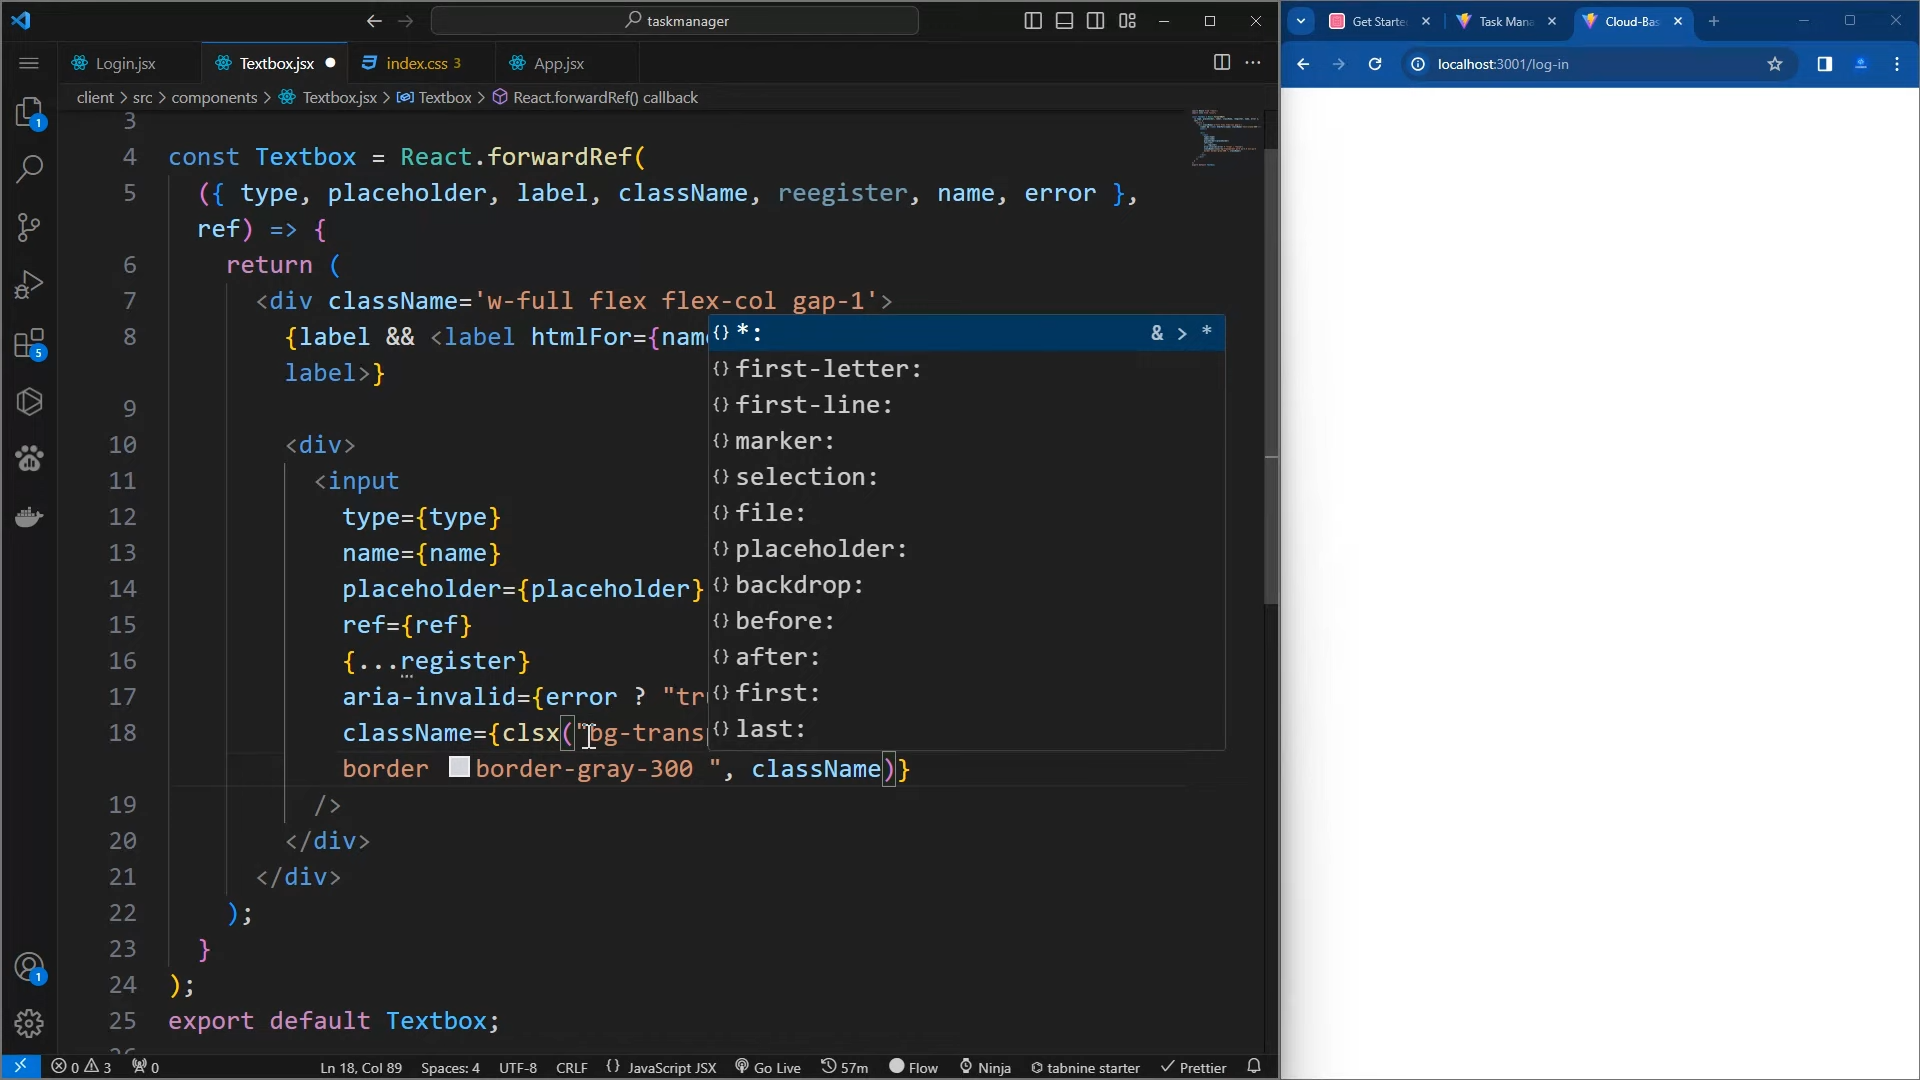 taskmanager
Login.jsx
Textbox.jsx
index.css 3
App.jsx
client > src > components > Textbox.jsx > Textbox > React.forwardRef() callback
3
4 const Textbox = React.forwardRef(
5 ({ type, placeholder, label, className, reegister, name, error },
ref) => {
6 return (
7 <div className='w-full flex flex-col gap-1'>
8 {label && <label htmlFor={name
label>}
9
10 <div>
11 <input
12 type={type}
13 name={name}
14 placeholder={placeholder}
15 ref={ref}
16 {...register}
17 aria-invalid={error ? "tr
18 className={clsx("bg-trans
border border-gray-300 ", className)}
19 />
20 </div>
21 </div>
22 );
23 }
24 );
25 export default Textbox;
{} *: & > *
{} first-letter:
{} first-line:
{} marker:
{} selection:
{} file:
{} placeholder:
{} backdrop:
{} before:
{} after:
{} first:
{} last:
1
5
1
0 3 0
Ln 18, Col 89 Spaces: 4 UTF-8 CRLF {} JavaScript JSX Go Live 57m Flow Ninja tabnine starter Prettier
Get Starte
Task Mana
Cloud-Bas
localhost:3001/log-in